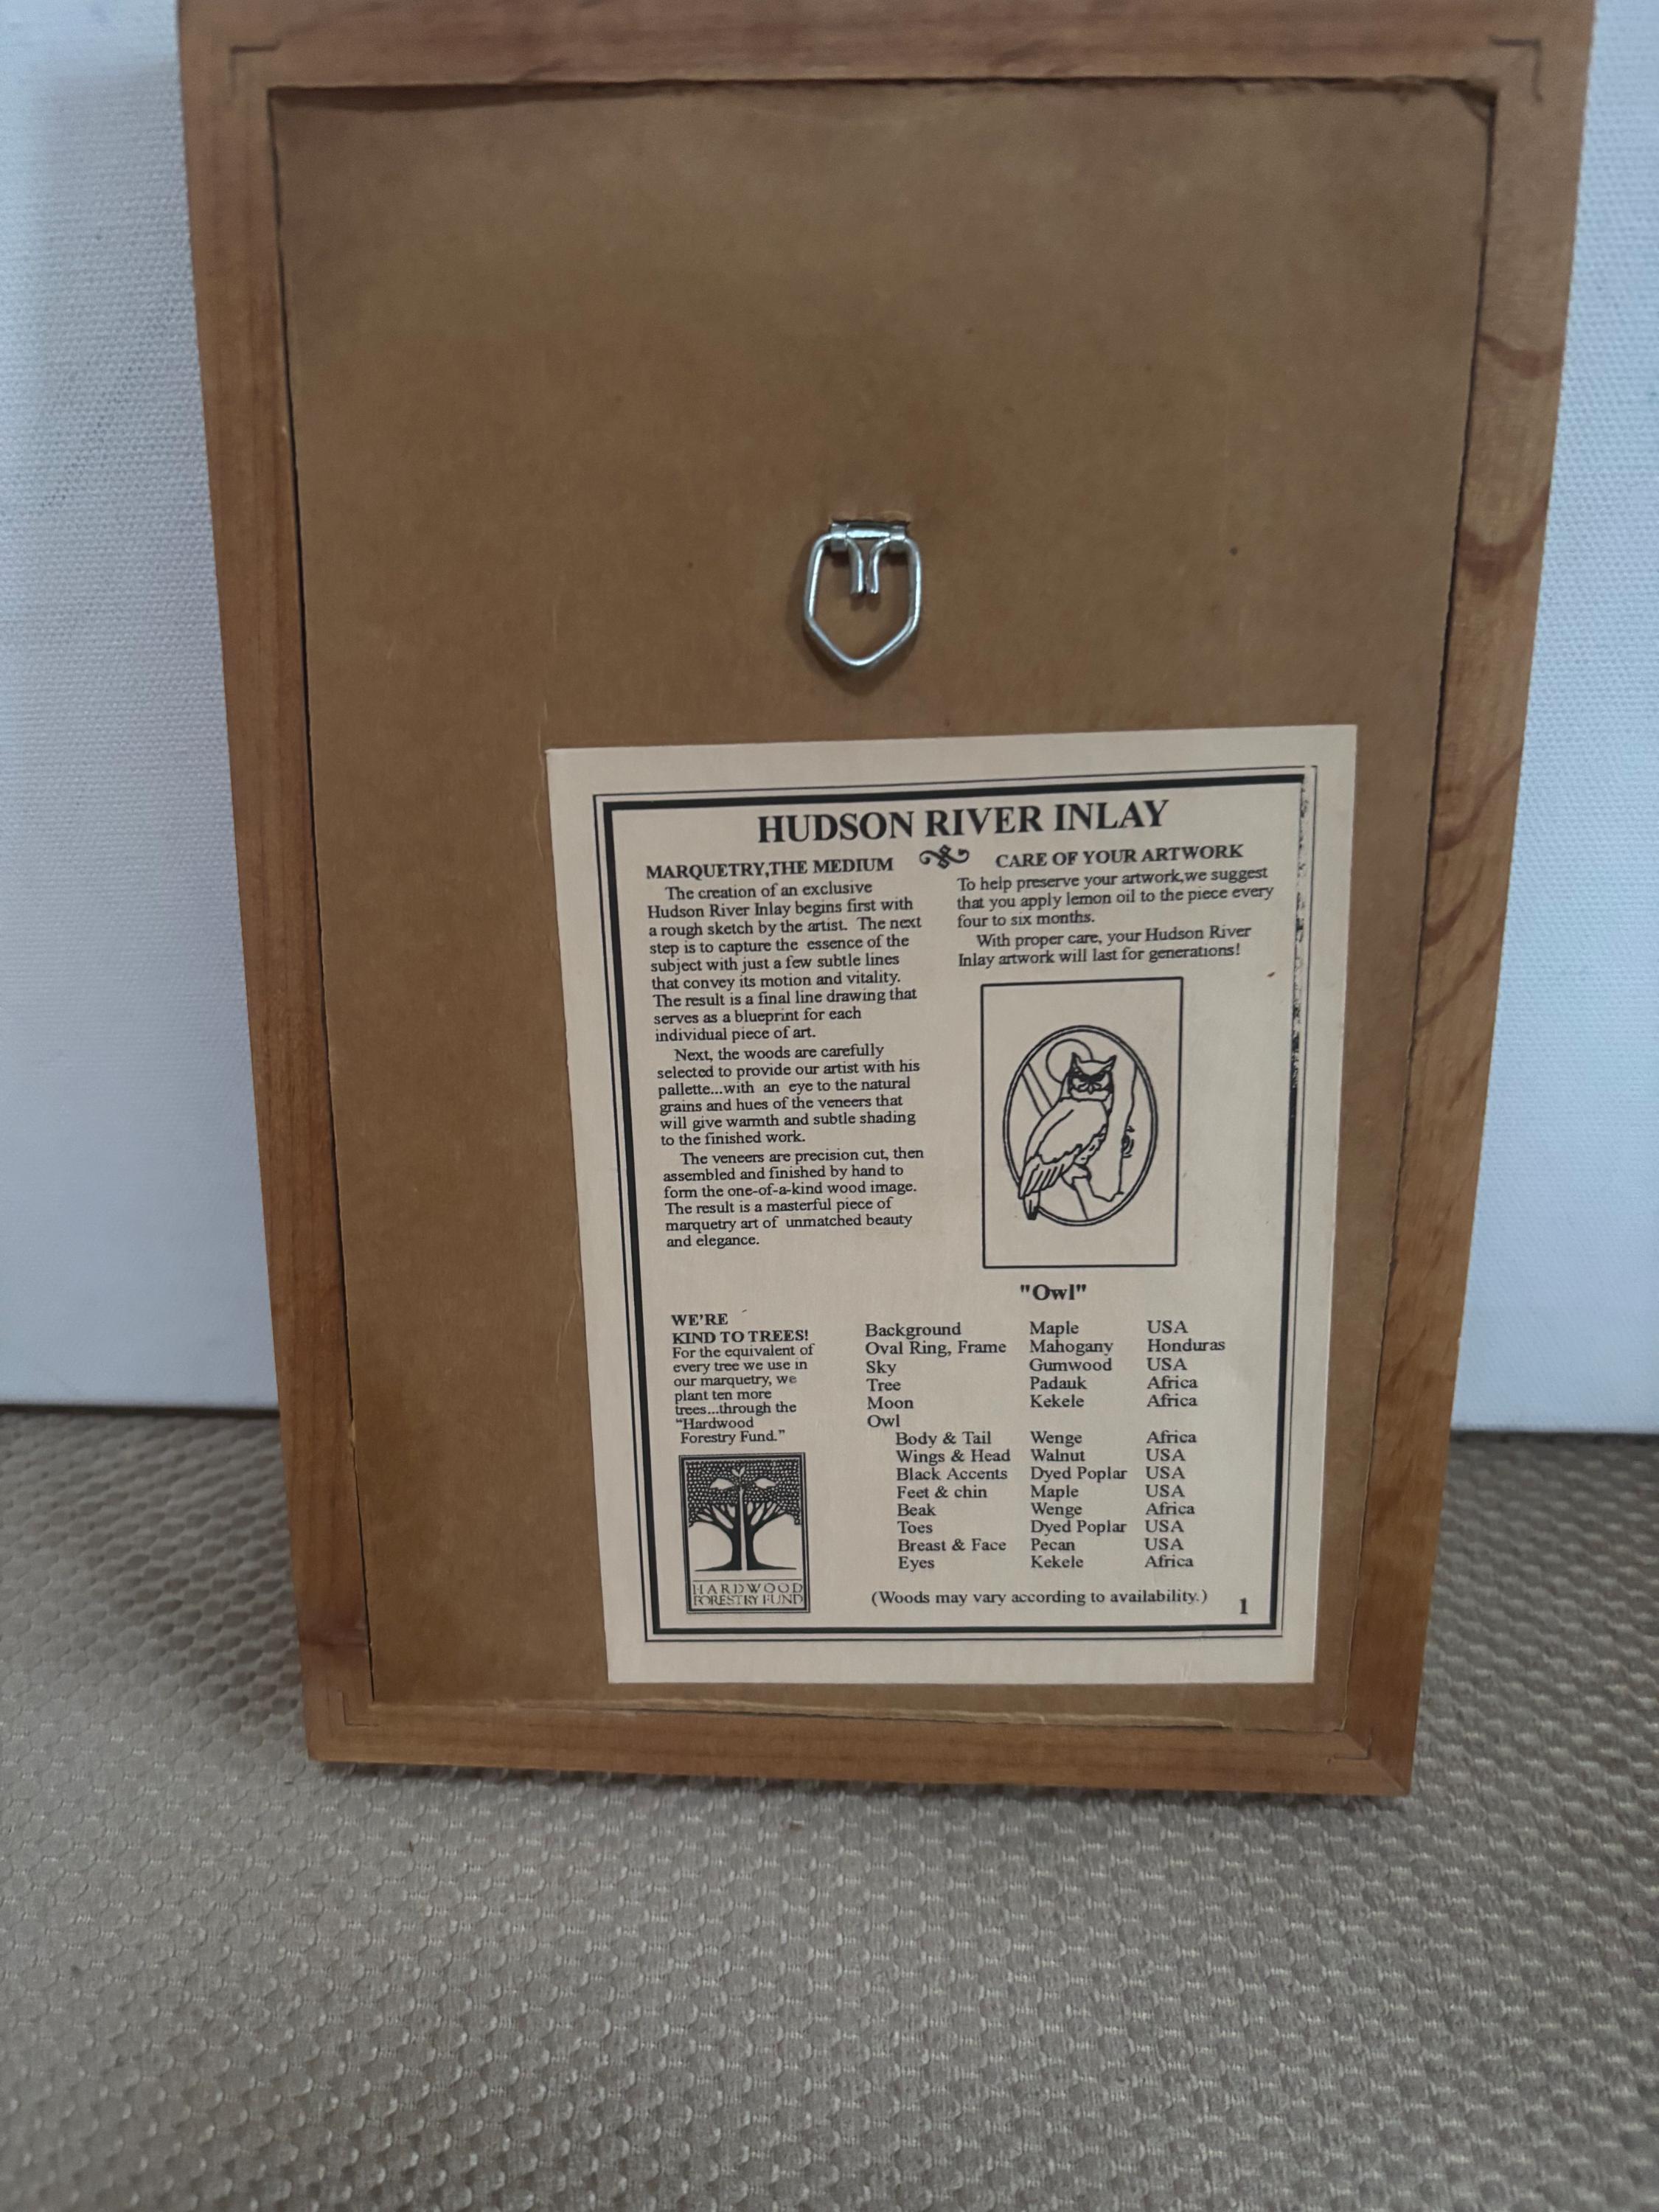 HUDSON RIVER INLAY
MARQUETRY,THE MEDIUM
The creation of an exclusive
Hudson River Inlay begins first with
a rough sketch by the artist. The next
step is to capture the essence of the
subject with just a few subtle lines
that convey its motion and vitality.
The result is a final line drawing that
serves as a blueprint for each
individual piece of art.
Next, the woods are carefully
selected to provide our artist with his
pallette...with an eye to the natural
grains and hues of the veneers that
will give warmth and subtle shading
to the finished work.
The veneers are precision cut, then
assembled and finished by hand to
form the one-of-a-kind wood image.
The result is a masterful piece of
marquetry art of unmatched beauty
and elegance.
CARE OF YOUR ARTWORK
To help preserve your artwork,we suggest
that you apply lemon oil to the piece every
four to six months.
With proper care, your Hudson River
Inlay artwork will last for generations!
"Owl"
WE'RE
KIND TO TREES!
For the equivalent of
every tree we use in
our marquetry, we
plant ten more
trees...through the
"Hardwood
Forestry Fund."
HARDWOOD
FORESTRY FUND
Background Maple USA
Oval Ring, Frame Mahogany Honduras
Sky Gumwood USA
Tree Padauk Africa
Moon Kekele Africa
Owl
Body & Tail Wenge Africa
Wings & Head Walnut USA
Black Accents Dyed Poplar USA
Feet & chin Maple USA
Beak Wenge Africa
Toes Dyed Poplar USA
Breast & Face Pecan USA
Eyes Kekele Africa
(Woods may vary according to availability.)
1